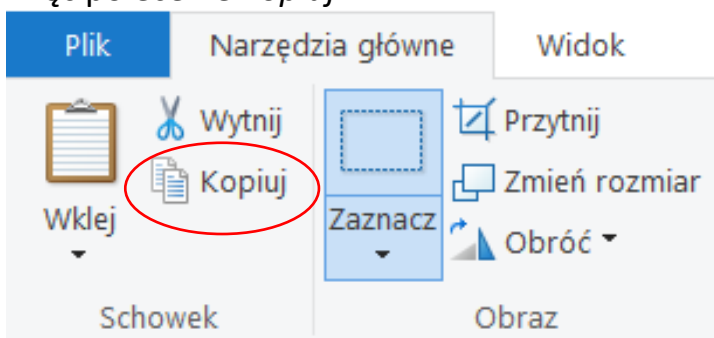 Plik Narzędzia główne Widok
Wklej
Wytnij
Kopiuj
Zaznacz
Przytnij
Zmień rozmiar
Obróć
Schowek
Obraz